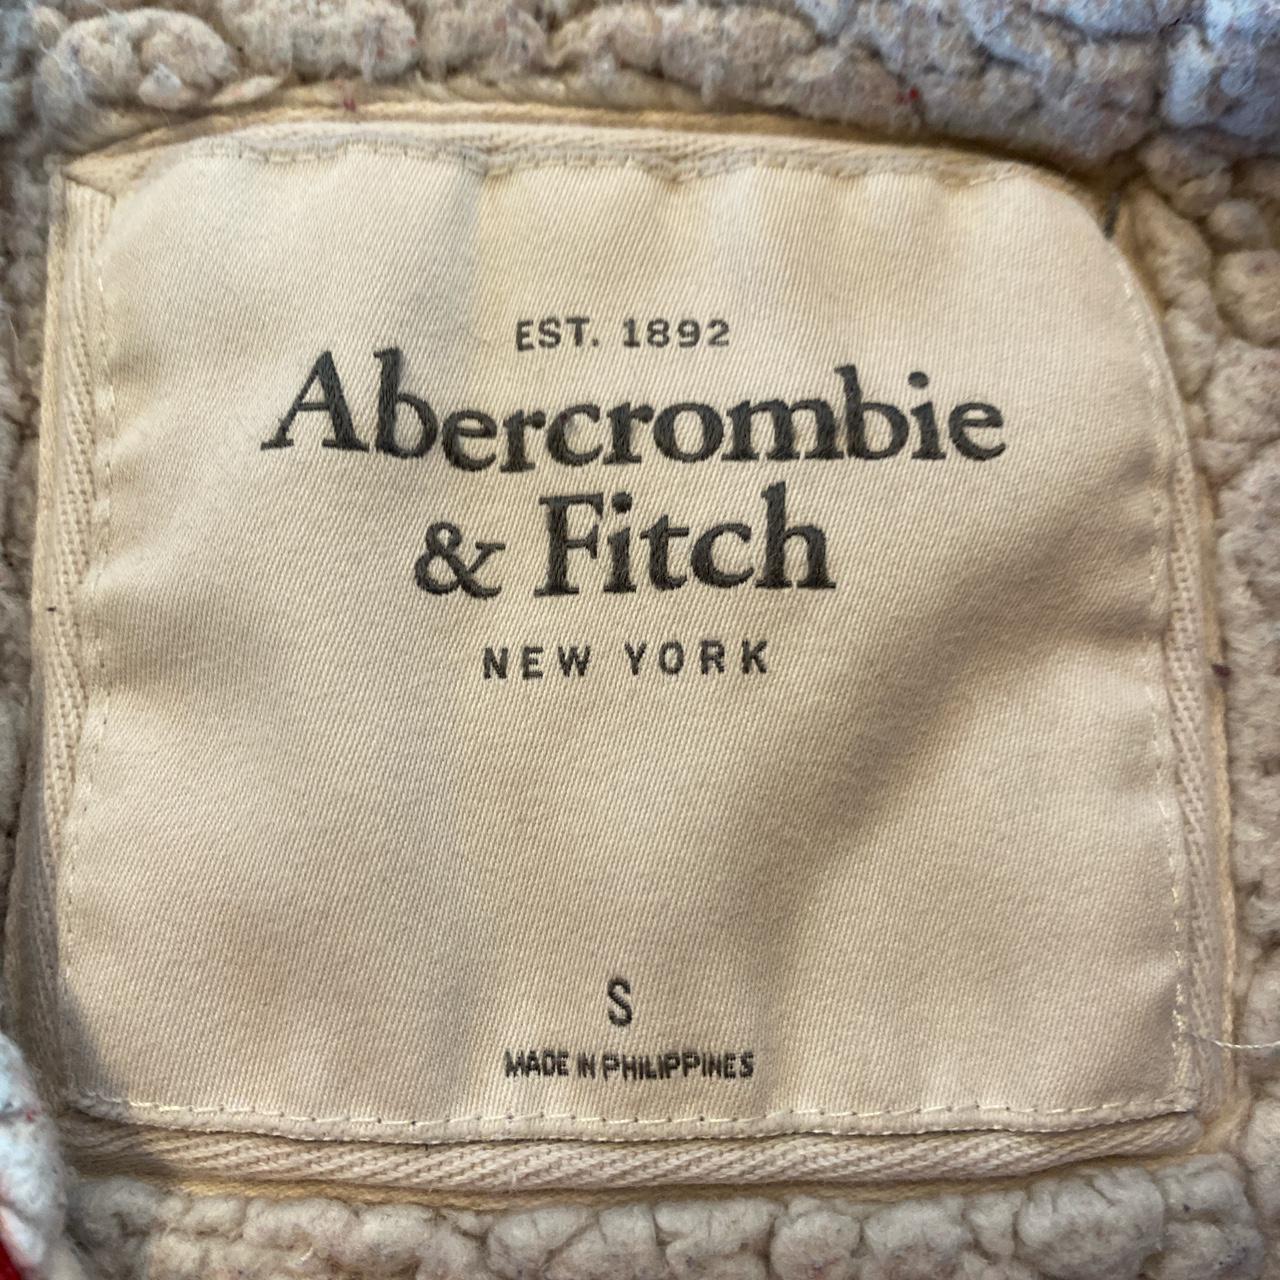 EST. 1892
Abercrombie
& Fitch
NEW YORK
S
MADE IN PHILIPPINES